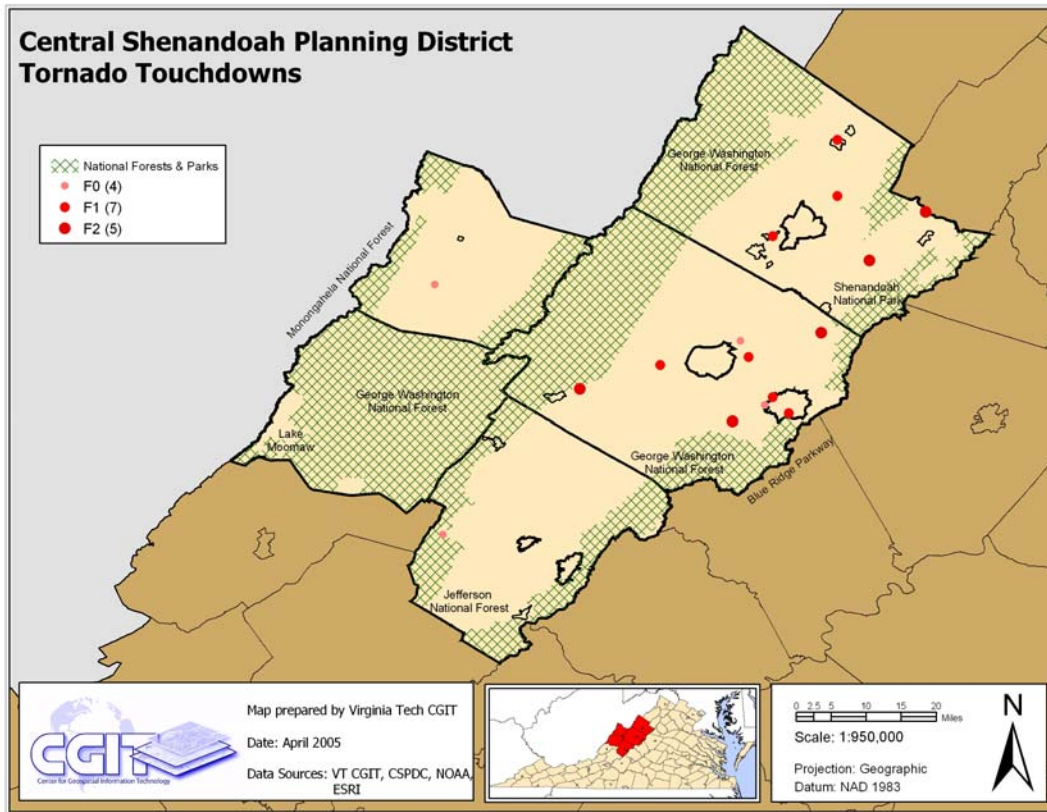 Central Shenandoah Planning District
Tornado Touchdowns
National Forests & Parks
F0 (4)
F1 (7)
F2 (5)
George Washington
National Forest
Monongahela National Forest
Shenandoah
National Park
George Washington
National Forest
Lake
Moomaw
George Washington
National Forest
Blue Ridge Parkway
Jefferson
National Forest
CGIT
Center for Geospatial Information Technology
Map prepared by Virginia Tech CGIT
Date: April 2005
Data Sources: VT CGIT, CSPDC, NOAA,
ESRI
0 2.5 5 10 15 20
Miles
Scale: 1:950,000
Projection: Geographic
Datum: NAD 1983
N